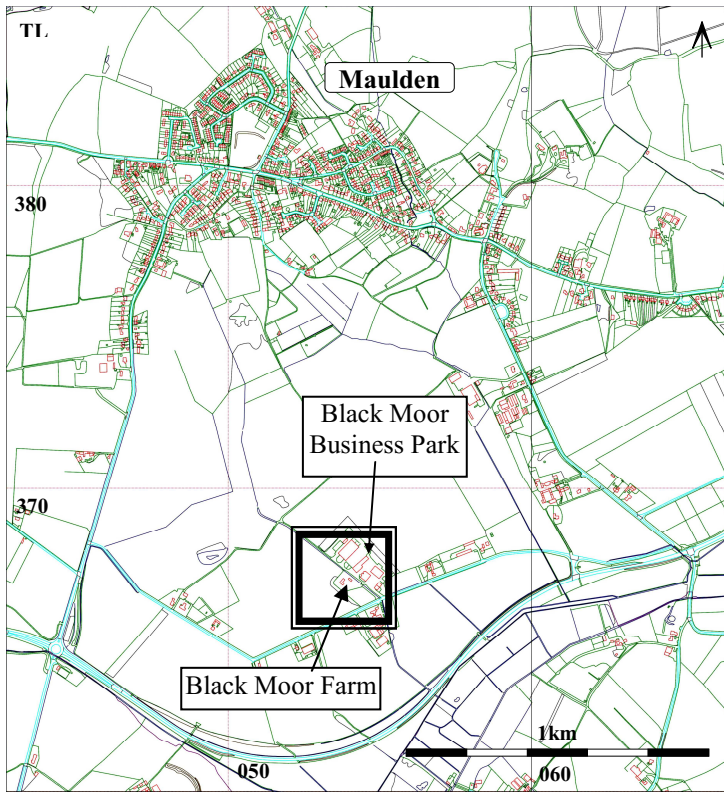 TL
Maulden
380
Black Moor
Business Park
370
Black Moor Farm
1km
050
060